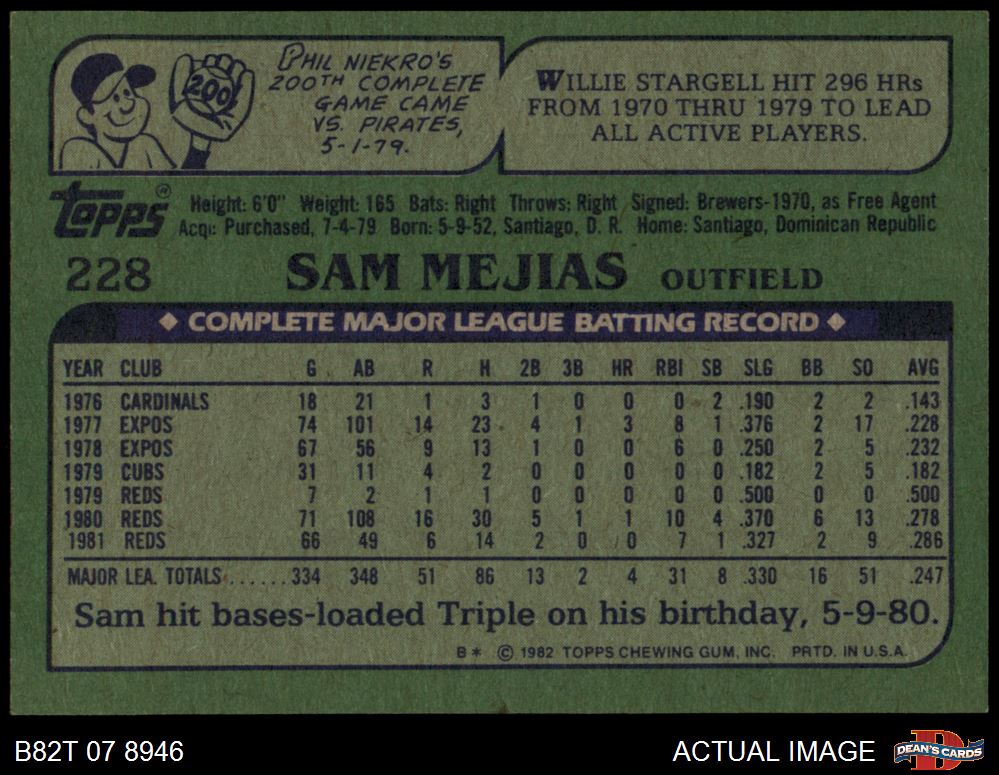 PHIL NIEKRO'S
200TH COMPLETE
GAME CAME
VS. PIRATES,
5-1-79.
200
WILLIE STARGELL HIT 296 HRs
FROM 1970 THRU 1979 TO LEAD
ALL ACTIVE PLAYERS.
TOPPS ®
Height: 6'0" Weight: 165 Bats: Right Throws: Right Signed: Brewers-1970, as Free Agent
Acq: Purchased, 7-4-79 Born: 5-9-52, Santiago, D. R. Home: Santiago, Dominican Republic
228 SAM MEJIAS OUTFIELD
◆ COMPLETE MAJOR LEAGUE BATTING RECORD ◆
YEAR CLUB G AB R H 2B 3B HR RBI SB SLG BB SO AVG
1976 CARDINALS 18 21 1 3 1 0 0 0 2 .190 2 2 .143
1977 EXPOS 74 101 14 23 4 1 3 8 1 .376 2 17 .228
1978 EXPOS 67 56 9 13 1 0 0 6 0 .250 2 5 .232
1979 CUBS 31 11 4 2 0 0 0 0 0 .182 2 5 .182
1979 REDS 7 2 1 1 0 0 0 0 0 .500 0 0 .500
1980 REDS 71 108 16 30 5 1 1 10 4 .370 6 13 .278
1981 REDS 66 49 6 14 2 0 0 7 1 .327 2 9 .286
MAJOR LEA. TOTALS......334 348 51 86 13 2 4 31 8 .330 16 51 .247
Sam hit bases-loaded Triple on his birthday, 5-9-80.
B* © 1982 TOPPS CHEWING GUM, INC. PRTD. IN U.S.A.
B82T 07 8946 ACTUAL IMAGE D DEAN'S CARDS